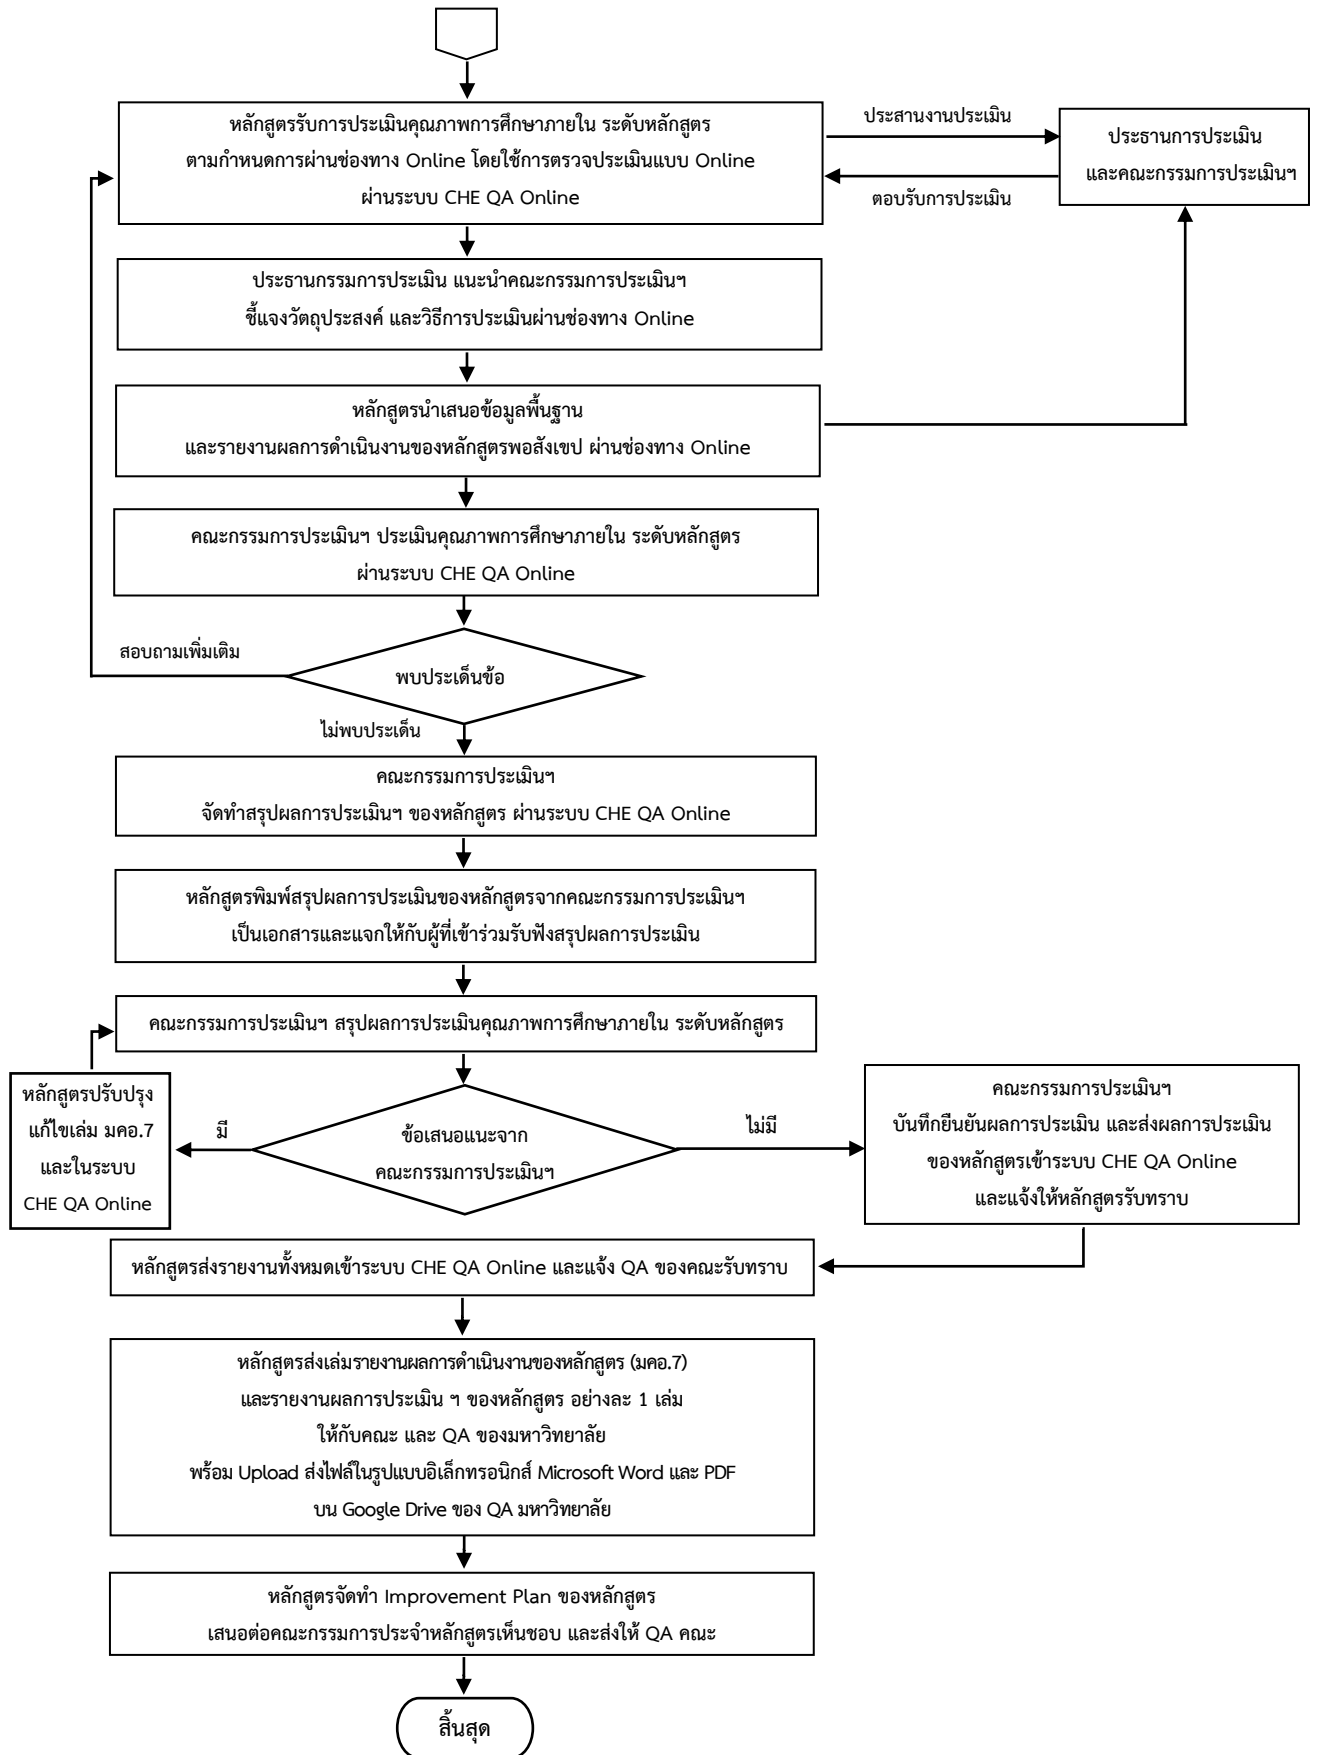 หลักสูตรรับการประเมินคุณภาพการศึกษาภายใน ระดับหลักสูตร
ตามกำหนดการผ่านช่องทาง Online โดยใช้การตรวจประเมินแบบ Online
ผ่านระบบ CHE QA Online
ประสานงานประเมิน
ตอบรับการประเมิน
ประธานการประเมิน
และคณะกรรมการประเมินฯ
ประธานกรรมการประเมิน แนะนำคณะกรรมการประเมินฯ
ชี้แจงวัตถุประสงค์ และวิธีการประเมินผ่านช่องทาง Online
หลักสูตรนำเสนอข้อมูลพื้นฐาน
และรายงานผลการดำเนินงานของหลักสูตรพอสังเขป ผ่านช่องทาง Online
คณะกรรมการประเมินฯ ประเมินคุณภาพการศึกษาภายใน ระดับหลักสูตร
ผ่านระบบ CHE QA Online
สอบถามเพิ่มเติม
พบประเด็นข้อ
ไม่พบประเด็น
คณะกรรมการประเมินฯ
จัดทำสรุปผลการประเมินฯ ของหลักสูตร ผ่านระบบ CHE QA Online
หลักสูตรพิมพ์สรุปผลการประเมินของหลักสูตรจากคณะกรรมการประเมินฯ
เป็นเอกสารและแจกให้กับผู้ที่เข้าร่วมรับฟังสรุปผลการประเมิน
คณะกรรมการประเมินฯ สรุปผลการประเมินคุณภาพการศึกษาภายใน ระดับหลักสูตร
หลักสูตรปรับปรุง
แก้ไขเล่ม มคอ.7
และในระบบ
CHE QA Online
มี
ข้อเสนอแนะจาก
คณะกรรมการประเมินฯ
ไม่มี
คณะกรรมการประเมินฯ
บันทึกยืนยันผลการประเมิน และส่งผลการประเมิน
ของหลักสูตรเข้าระบบ CHE QA Online
และแจ้งให้หลักสูตรรับทราบ
หลักสูตรส่งรายงานทั้งหมดเข้าระบบ CHE QA Online และแจ้ง QA ของคณะรับทราบ
หลักสูตรส่งเล่มรายงานผลการดำเนินงานของหลักสูตร (มคอ.7)
และรายงานผลการประเมิน ฯ ของหลักสูตร อย่างละ 1 เล่ม
ให้กับคณะ และ QA ของมหาวิทยาลัย
พร้อม Upload ส่งไฟล์ในรูปแบบอิเล็กทรอนิกส์ Microsoft Word และ PDF
บน Google Drive ของ QA มหาวิทยาลัย
หลักสูตรจัดทำ Improvement Plan ของหลักสูตร
เสนอต่อคณะกรรมการประจำหลักสูตรเห็นชอบ และส่งให้ QA คณะ
สิ้นสุด